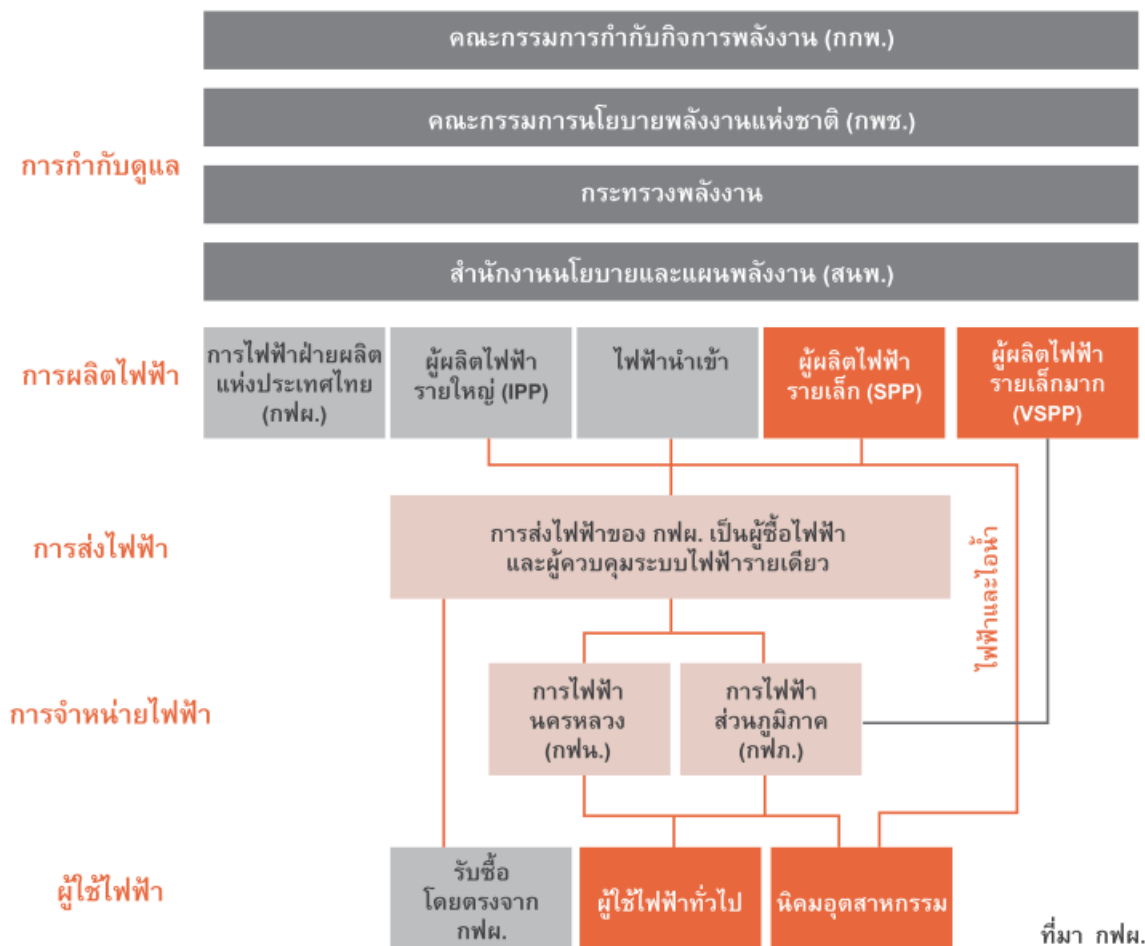 คณะกรรมการกำกับกิจการพลังงาน (กกพ.)
คณะกรรมการนโยบายพลังงานแห่งชาติ (กพช.)
การกำกับดูแล
กระทรวงพลังงาน
สำนักงานนโยบายและแผนพลังงาน (สนพ.)
การผลิตไฟฟ้า
การไฟฟ้าฝ่ายผลิต
แห่งประเทศไทย
(กฟผ.)
ผู้ผลิตไฟฟ้า
รายใหญ่ (IPP)
ไฟฟ้านำเข้า
ผู้ผลิตไฟฟ้า
รายเล็ก (SPP)
ผู้ผลิตไฟฟ้า
รายเล็กมาก
(VSPP)
การส่งไฟฟ้า
การส่งไฟฟ้าของ กฟผ. เป็นผู้ซื้อไฟฟ้า
และผู้ควบคุมระบบไฟฟ้ารายเดียว
ไฟฟ้าและไอน้ำ
การจำหน่ายไฟฟ้า
การไฟฟ้า
นครหลวง
(กฟน.)
การไฟฟ้า
ส่วนภูมิภาค
(กฟภ.)
ผู้ใช้ไฟฟ้า
รับซื้อ
โดยตรงจาก
กฟผ.
ผู้ใช้ไฟฟ้าทั่วไป
นิคมอุตสาหกรรม
ที่มา กฟผ.